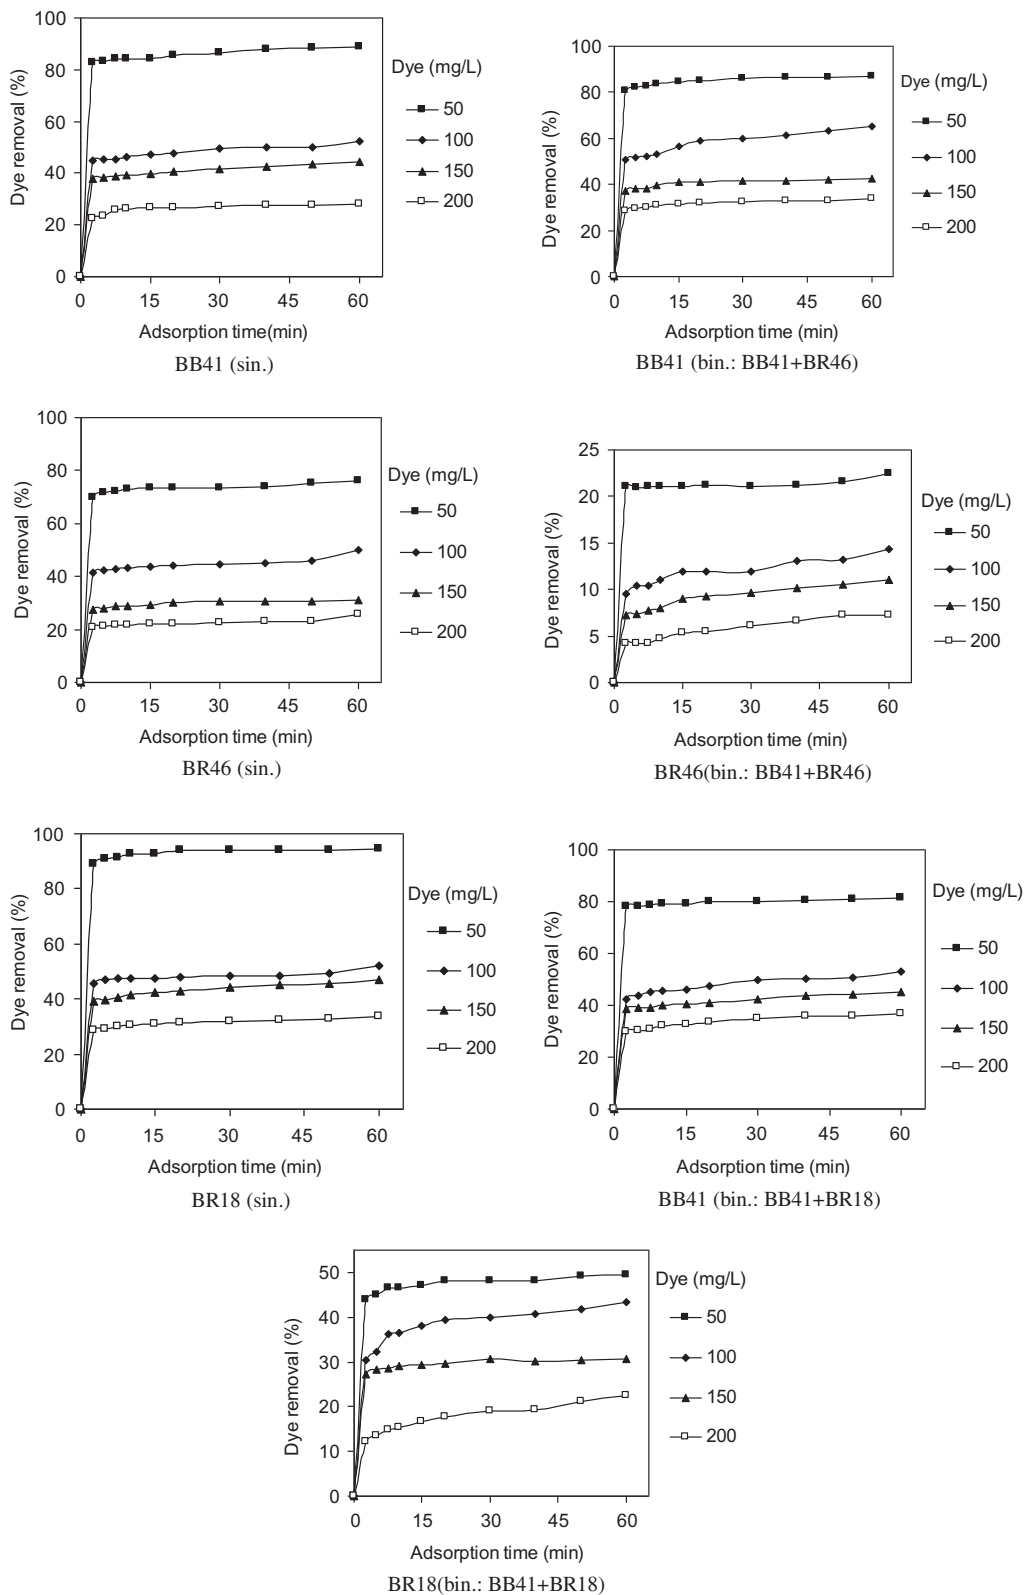 100
80
60
40
20
0
Dye removal (%)
0 15 30 45 60
Adsorption time(min)
Dye (mg/L)
50
100
150
200
BB41 (sin.)
100
80
60
40
20
0
Dye removal (%)
0 15 30 45 60
Adsorption time (min)
Dye (mg/L)
50
100
150
200
BB41 (bin.: BB41+BR46)
100
80
60
40
20
0
Dye removal (%)
0 15 30 45 60
Adsorption time (min)
Dye (mg/L)
50
100
150
200
BR46 (sin.)
25
20
15
10
5
0
Dye removal (%)
0 15 30 45 60
Adsorption time (min)
Dye (mg/L)
50
100
150
200
BR46(bin.: BB41+BR46)
100
80
60
40
20
0
Dye removal (%)
0 15 30 45 60
Adsorption time (min)
Dye (mg/L)
50
100
150
200
BR18 (sin.)
100
80
60
40
20
0
Dye removal (%)
0 15 30 45 60
Adsorption time (min)
Dye (mg/L)
50
100
150
200
BB41 (bin.: BB41+BR18)
50
40
30
20
10
0
Dye removal (%)
0 15 30 45 60
Adsorption time (min)
Dye (mg/L)
50
100
150
200
BR18(bin.: BB41+BR18)